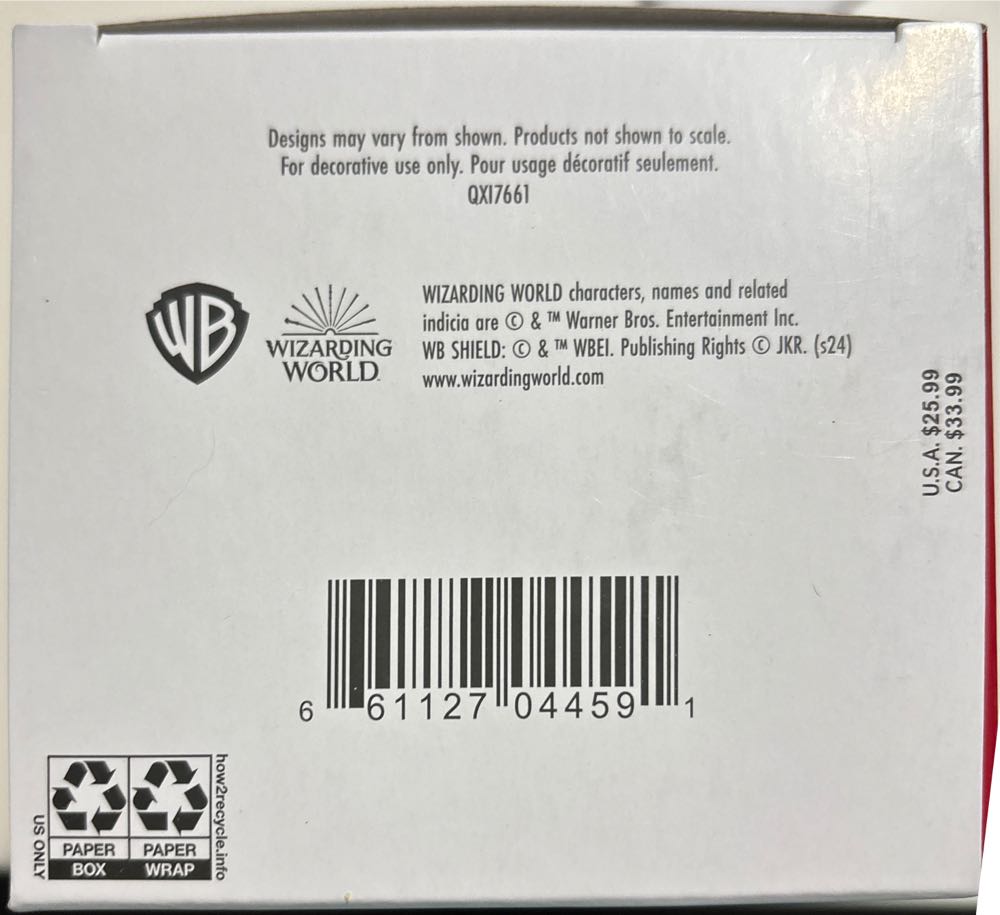 Designs may vary from shown. Products not shown to scale.
For decorative use only. Pour usage décoratif seulement.
QXI7661
WB
WIZARDING
WORLD
WIZARDING WORLD characters, names and related
indicia are © & ™ Warner Bros. Entertainment Inc.
WB SHIELD: © & ™ WBEI. Publishing Rights © JKR. (s24)
www.wizardingworld.com
U.S.A. $25.99
CAN. $33.99
6 61127 04459 1
US ONLY
PAPER
BOX
PAPER
WRAP
how2recycle.info